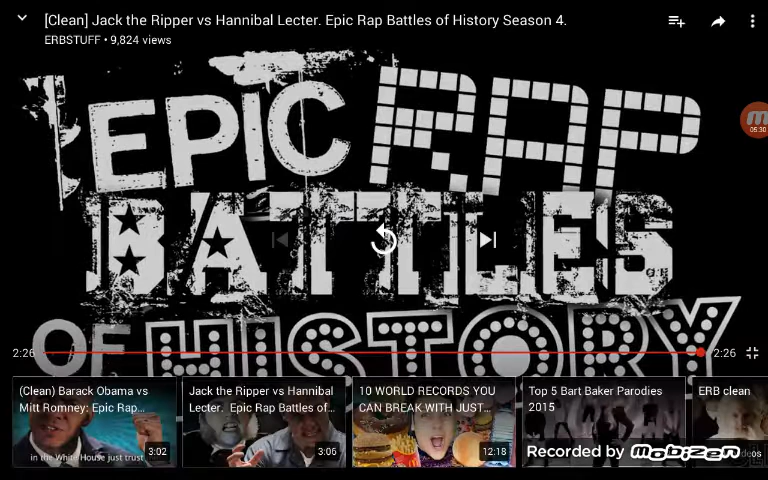 [Clean] Jack the Ripper vs Hannibal Lecter. Epic Rap Battles of History Season 4.
ERBSTUFF • 9,824 views
EPIC RAP
05:30
BATTLES
OF HISTORY
2:26
2:26
(Clean) Barack Obama vs
Mitt Romney: Epic Rap...
in the White House just trust
3:02
Jack the Ripper vs Hannibal
Lecter. Epic Rap Battles of...
3:06
10 WORLD RECORDS YOU
CAN BREAK WITH JUST...
12:18
Top 5 Bart Baker Parodies
2015
ERB clean
Recorded by mobizen